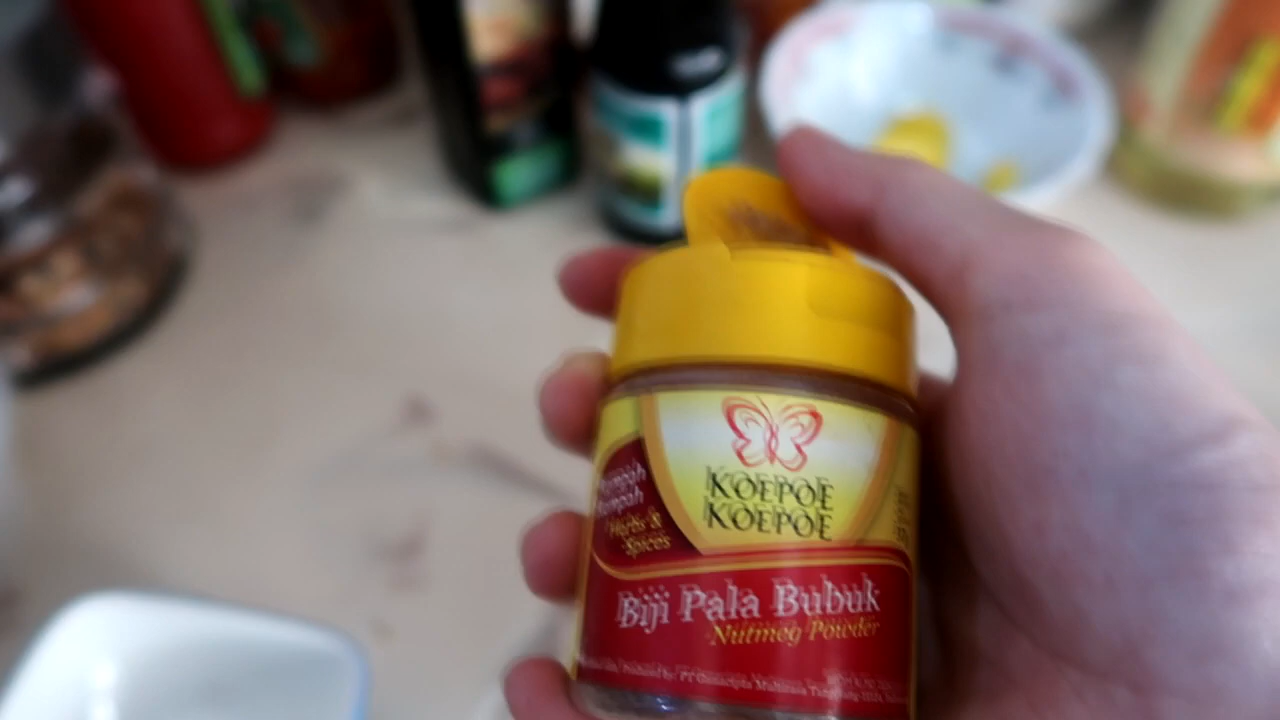 KOEPOE
KOEPOE
Rempah
Rempah
Herbs &
Spices
Biji Pala Bubuk
Nutmeg Powder